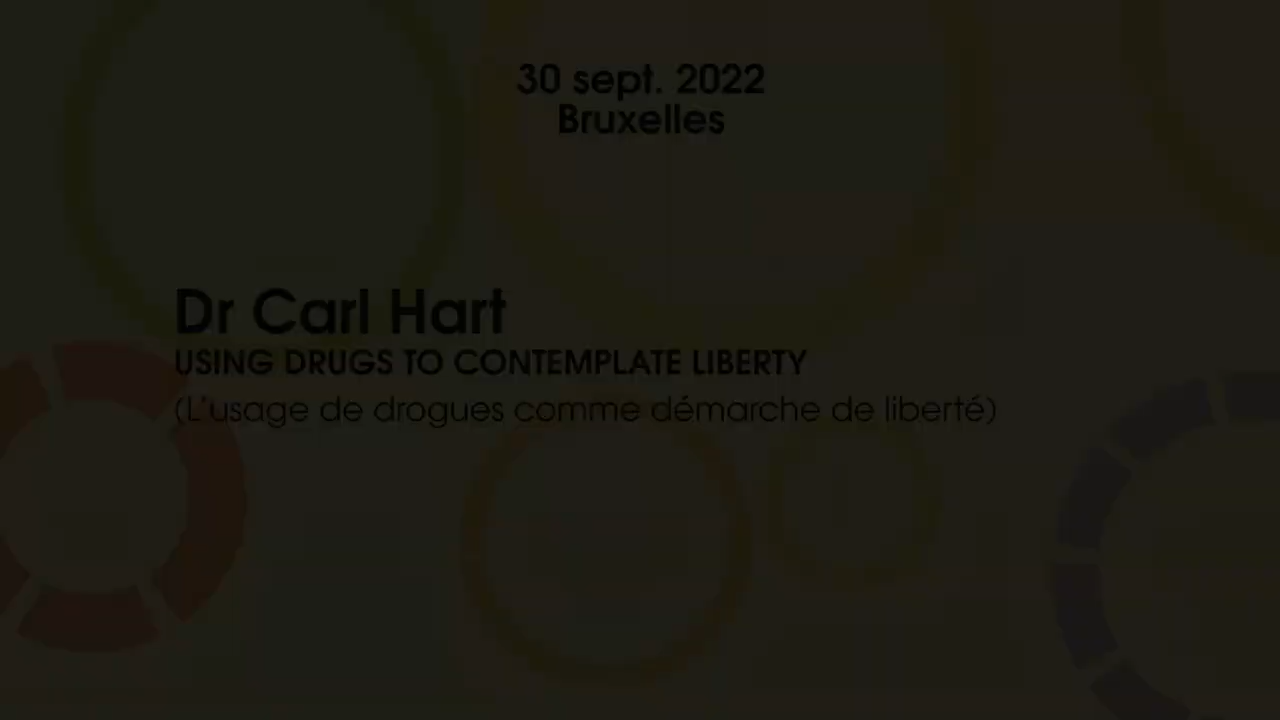 30 sept. 2022
Bruxelles
Dr Carl Hart
USING DRUGS TO CONTEMPLATE LIBERTY
(L'usage de drogues comme démarche de liberté)